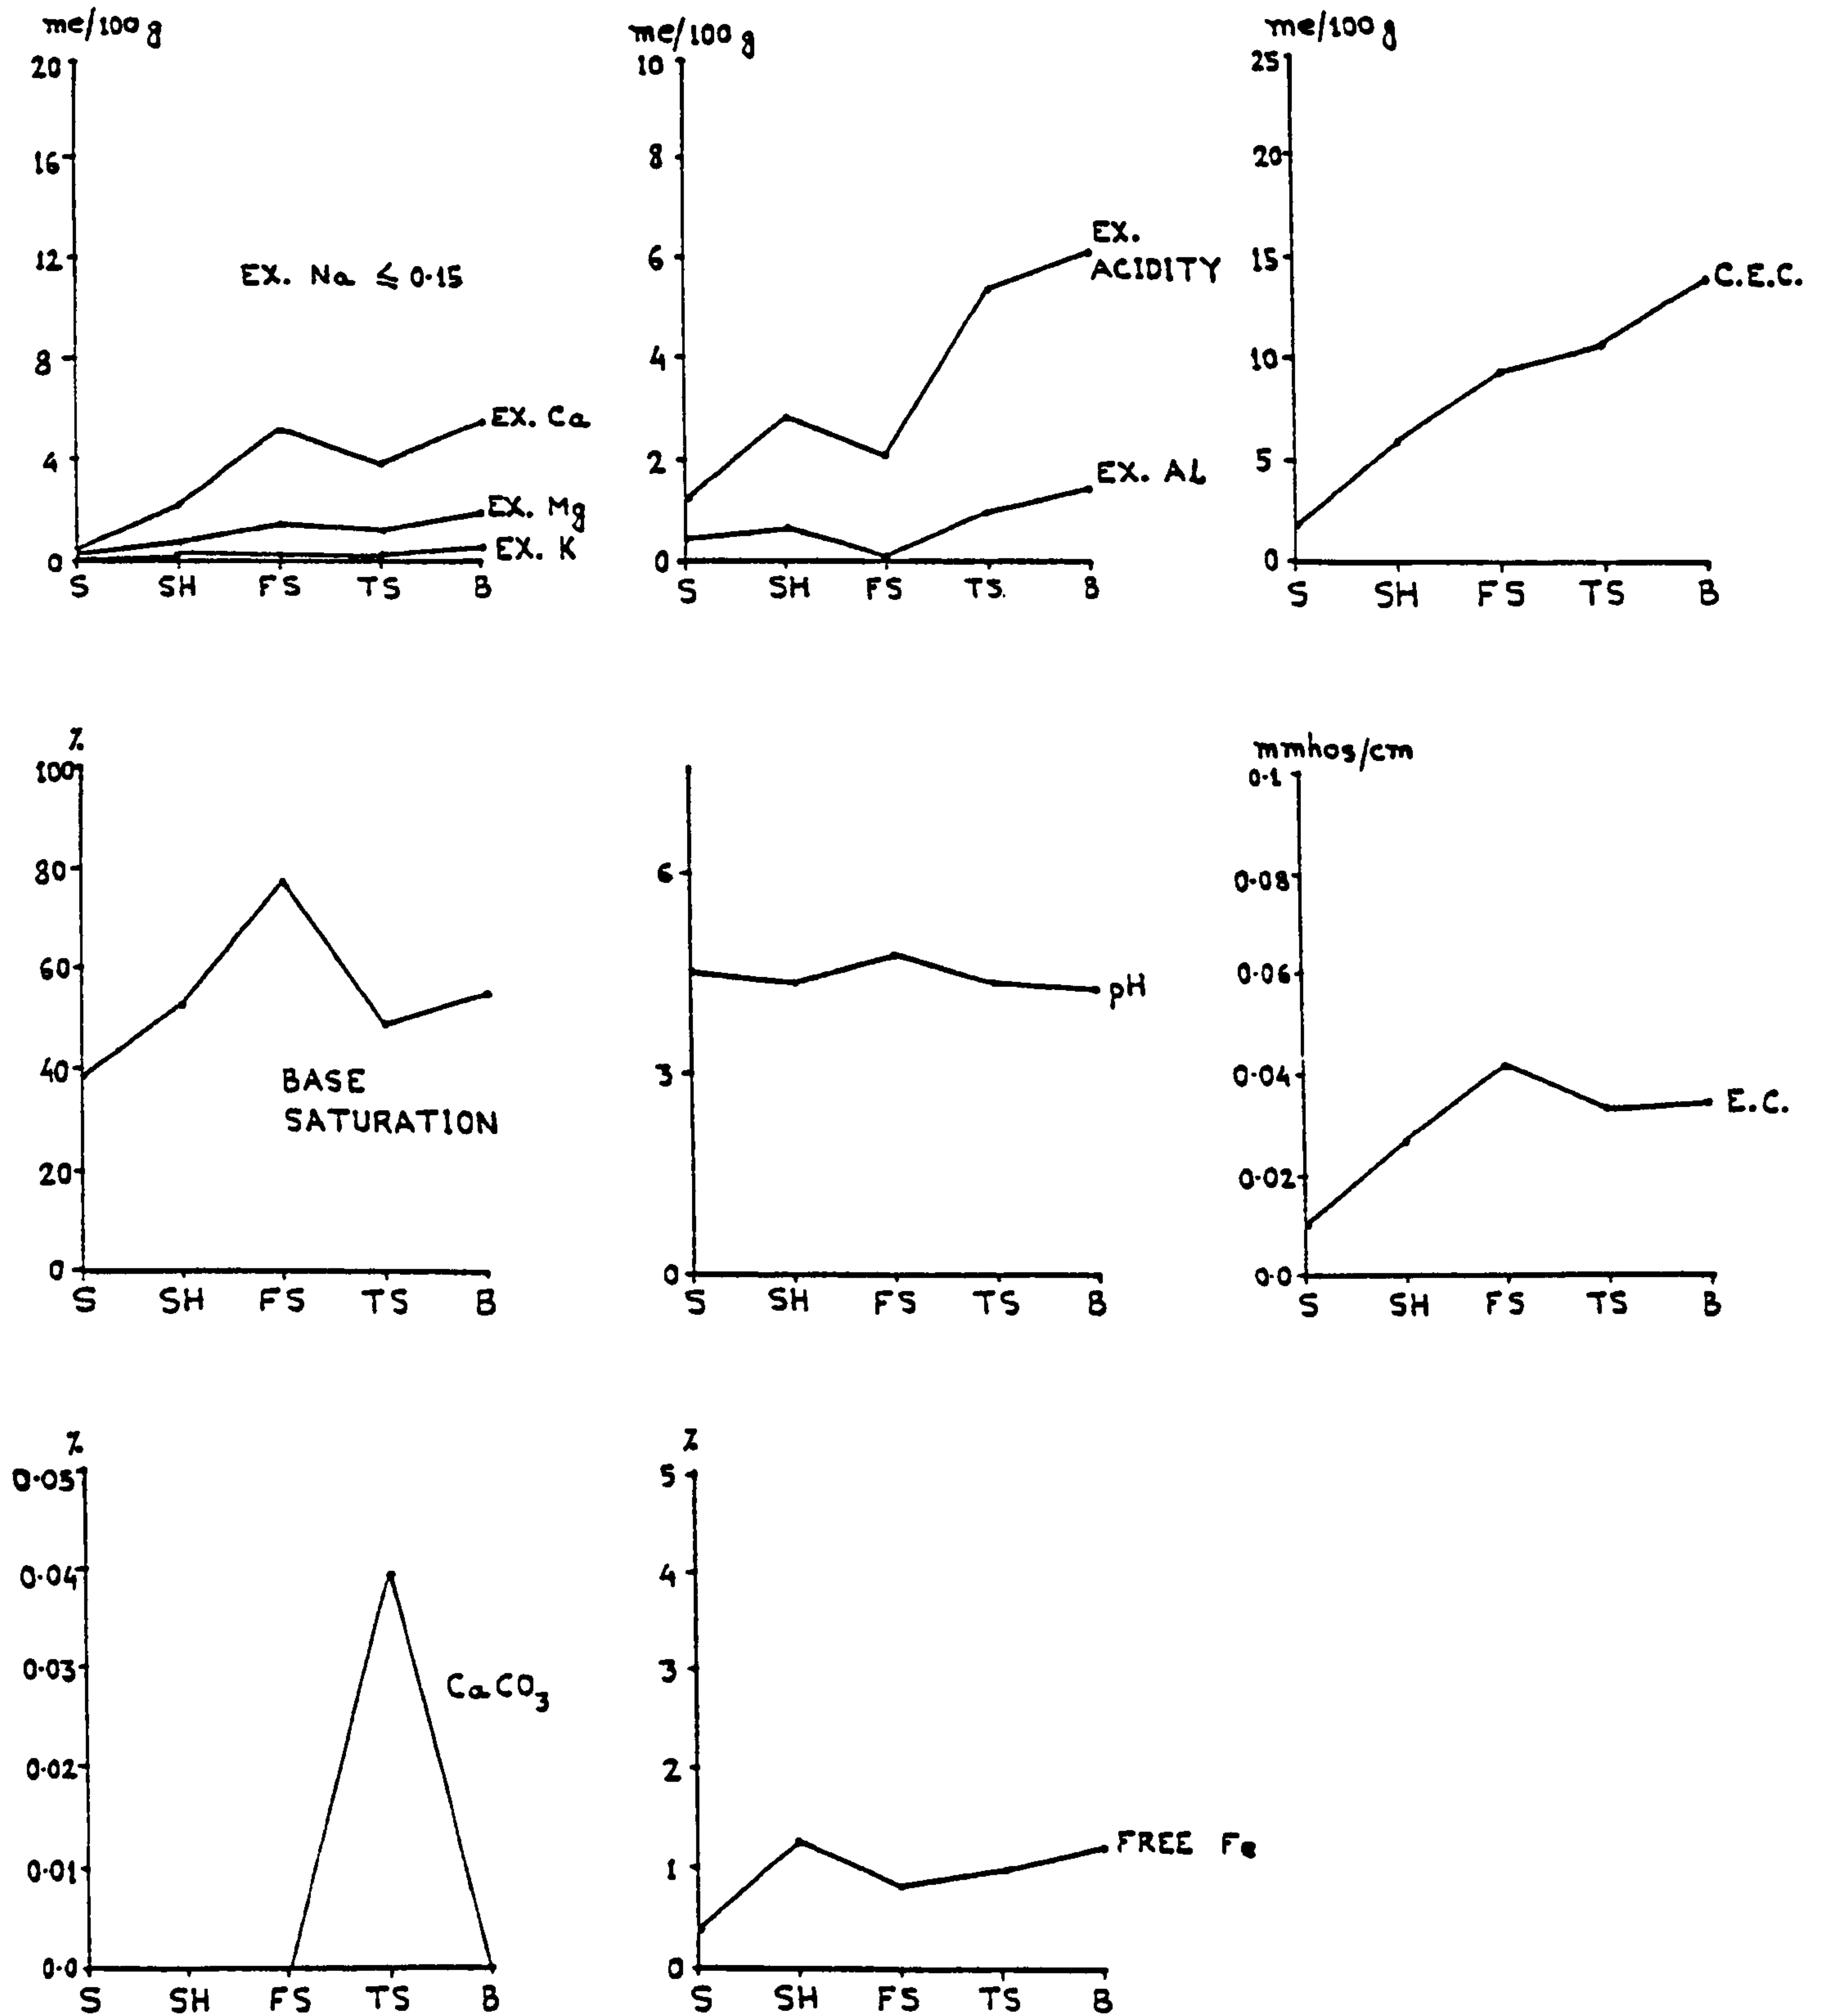 me/100 g
20
16
12
8
4
0
EX. Na ≤ 0·15
EX. Ca
EX. Mg
EX. K
S SH FS TS B
me/100 g
10
8
6
4
2
0
EX.
ACIDITY
EX. AL
S SH FS TS. B
me/100 g
25
20
15
10
5
0
C.E.C.
S SH FS TS B
%
100
80
60
40
20
0
BASE
SATURATION
S SH FS TS B
6
3
0
pH
S SH FS TS B
mmhos/cm
0·1
0·08
0·06
0·04
0·02
0·0
E.C.
S SH FS TS B
%
0·05
0·04
0·03
0·02
0·01
0·0
CaCO₃
S SH FS TS B
%
5
4
3
2
1
0
FREE Fe
S SH FS TS B